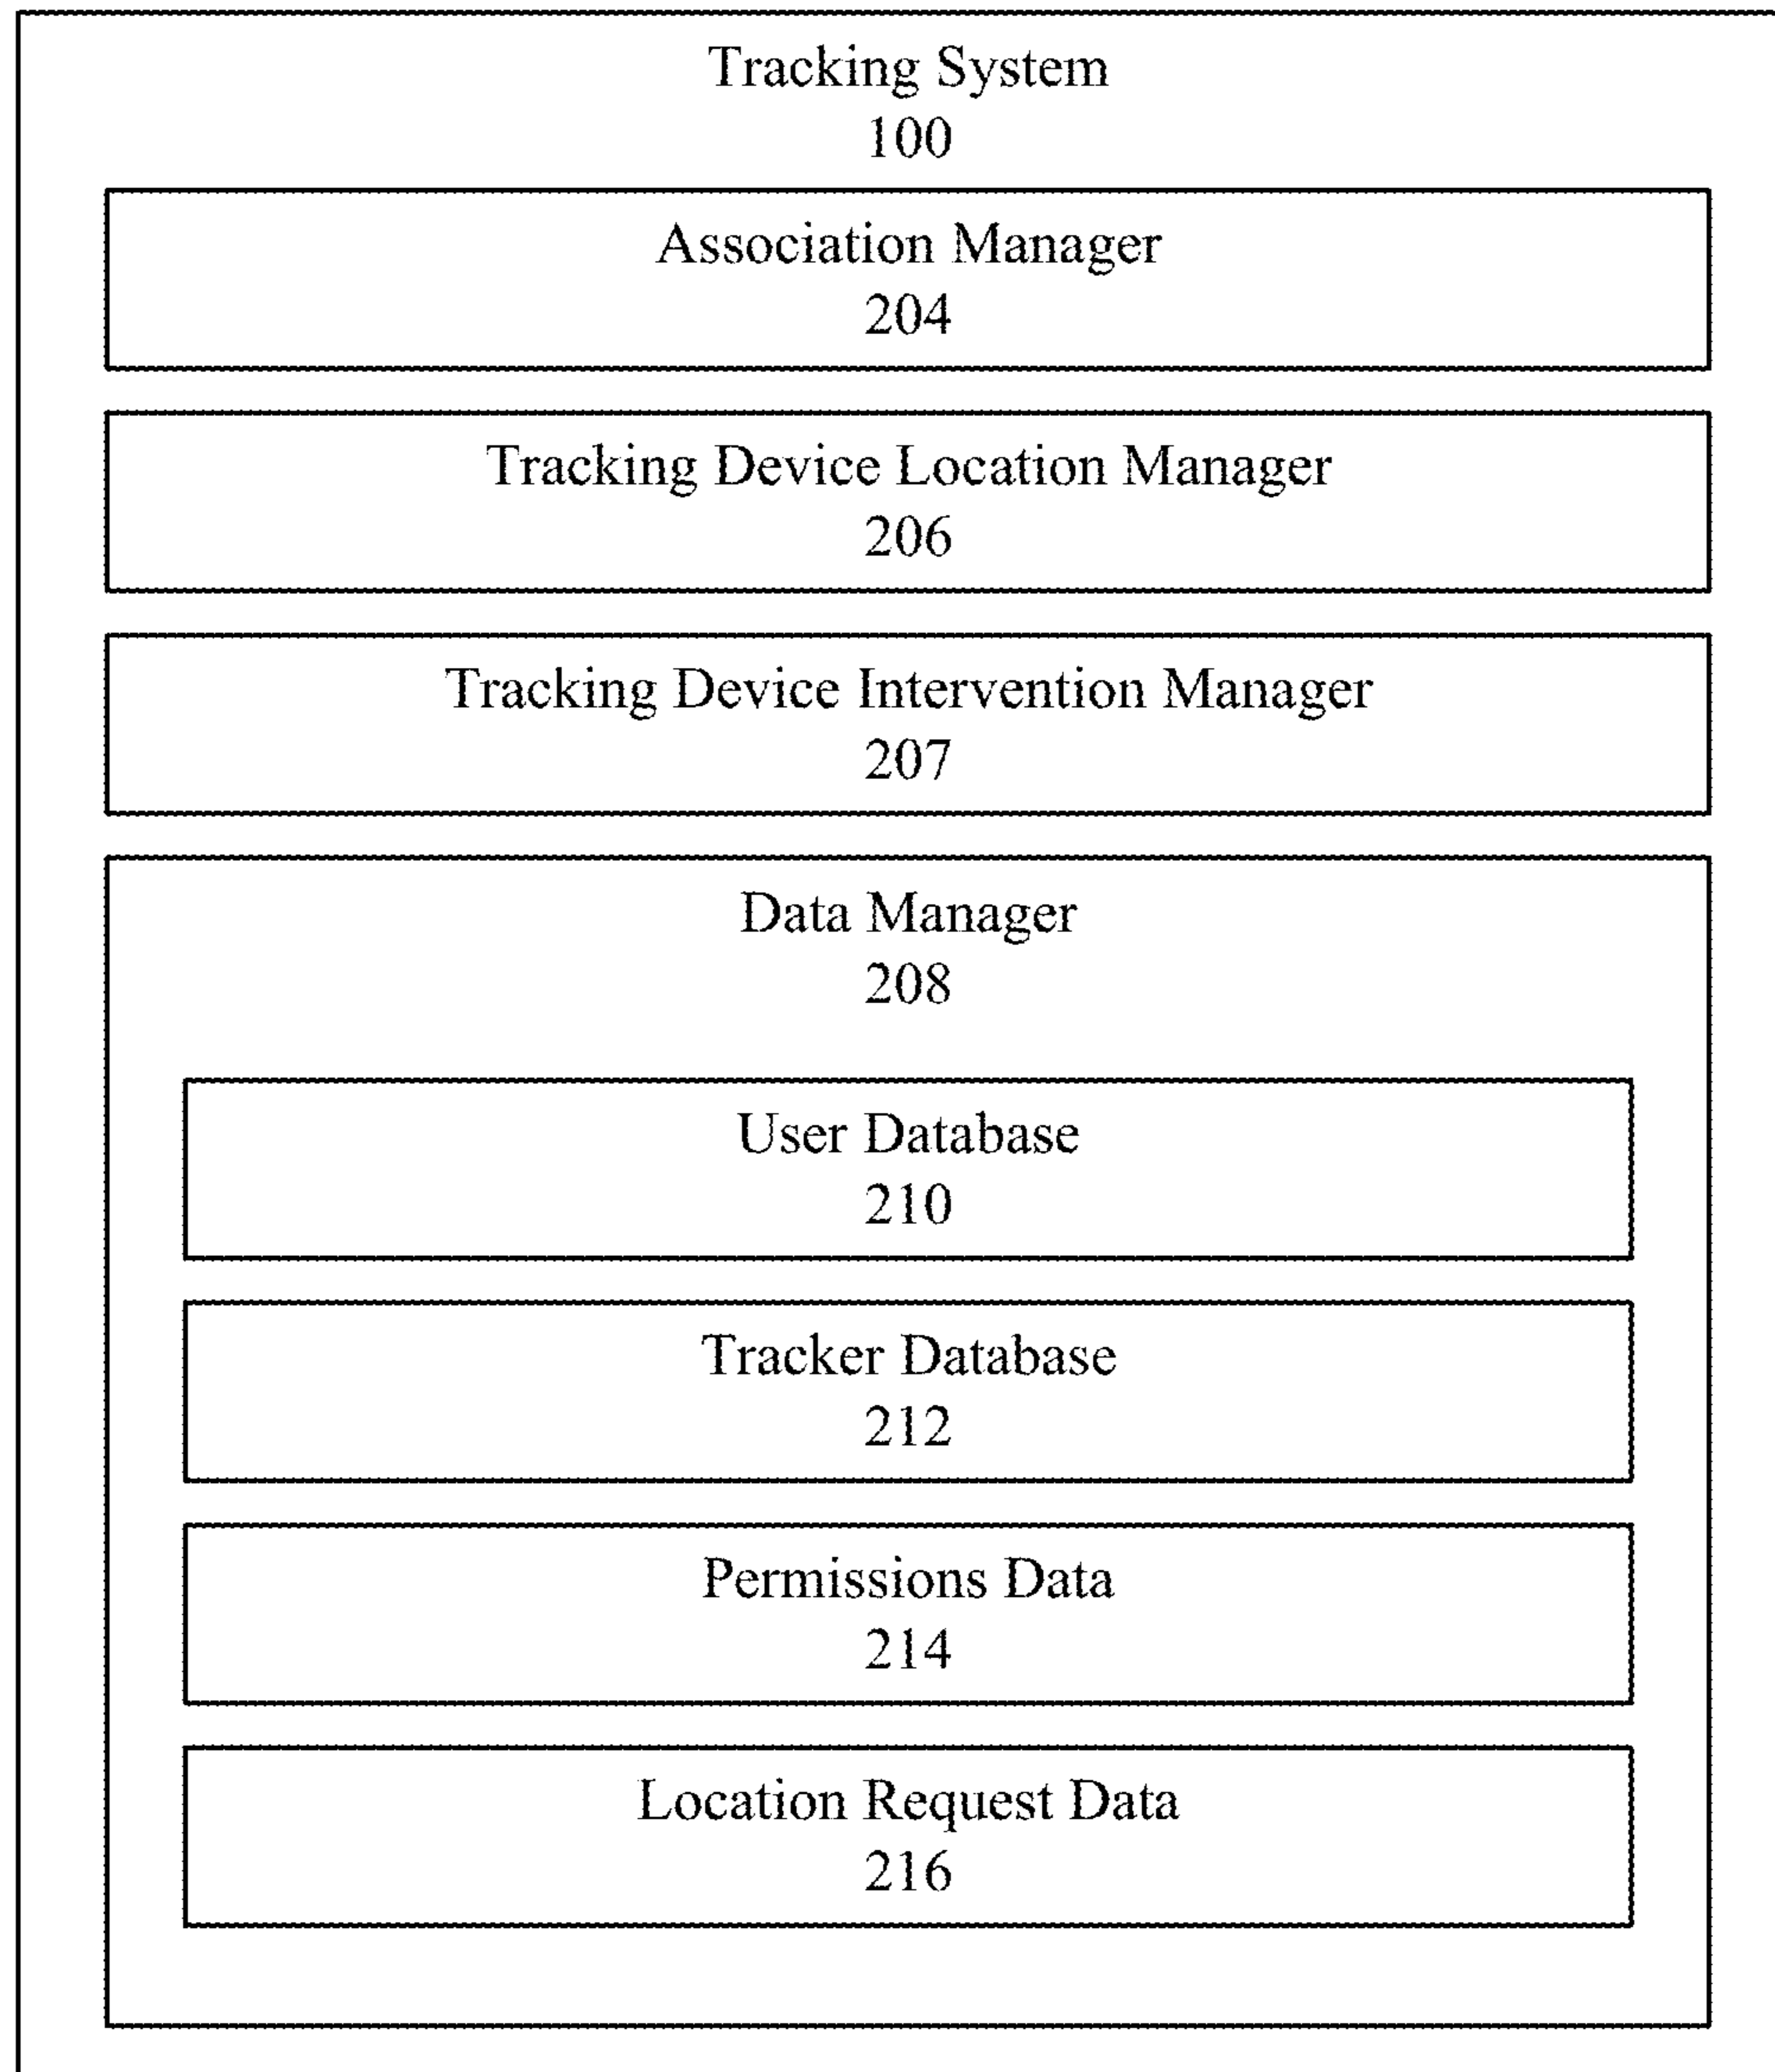 Tracking System
100
Association Manager
204
Tracking Device Location Manager
206
Tracking Device Intervention Manager
207
Data Manager
208
User Database
210
Tracker Database
212
Permissions Data
214
Location Request Data
216